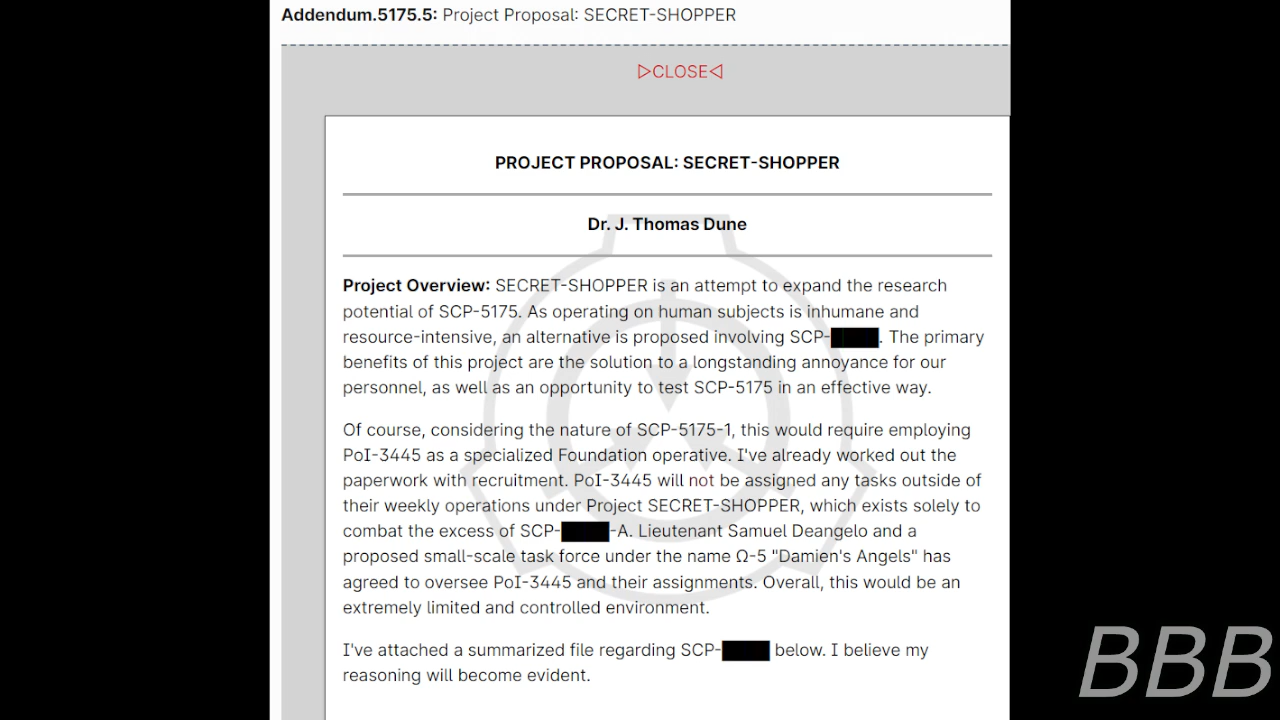 Addendum.5175.5: Project Proposal: SECRET-SHOPPER
▷CLOSE◁
PROJECT PROPOSAL: SECRET-SHOPPER
Dr. J. Thomas Dune
Project Overview: SECRET-SHOPPER is an attempt to expand the research
potential of SCP-5175. As operating on human subjects is inhumane and
resource-intensive, an alternative is proposed involving SCP-████. The primary
benefits of this project are the solution to a longstanding annoyance for our
personnel, as well as an opportunity to test SCP-5175 in an effective way.
Of course, considering the nature of SCP-5175-1, this would require employing
PoI-3445 as a specialized Foundation operative. I've already worked out the
paperwork with recruitment. PoI-3445 will not be assigned any tasks outside of
their weekly operations under Project SECRET-SHOPPER, which exists solely to
combat the excess of SCP-████-A. Lieutenant Samuel Deangelo and a
proposed small-scale task force under the name Ω-5 "Damien's Angels" has
agreed to oversee PoI-3445 and their assignments. Overall, this would be an
extremely limited and controlled environment.
I've attached a summarized file regarding SCP-████ below. I believe my
reasoning will become evident.
BBB